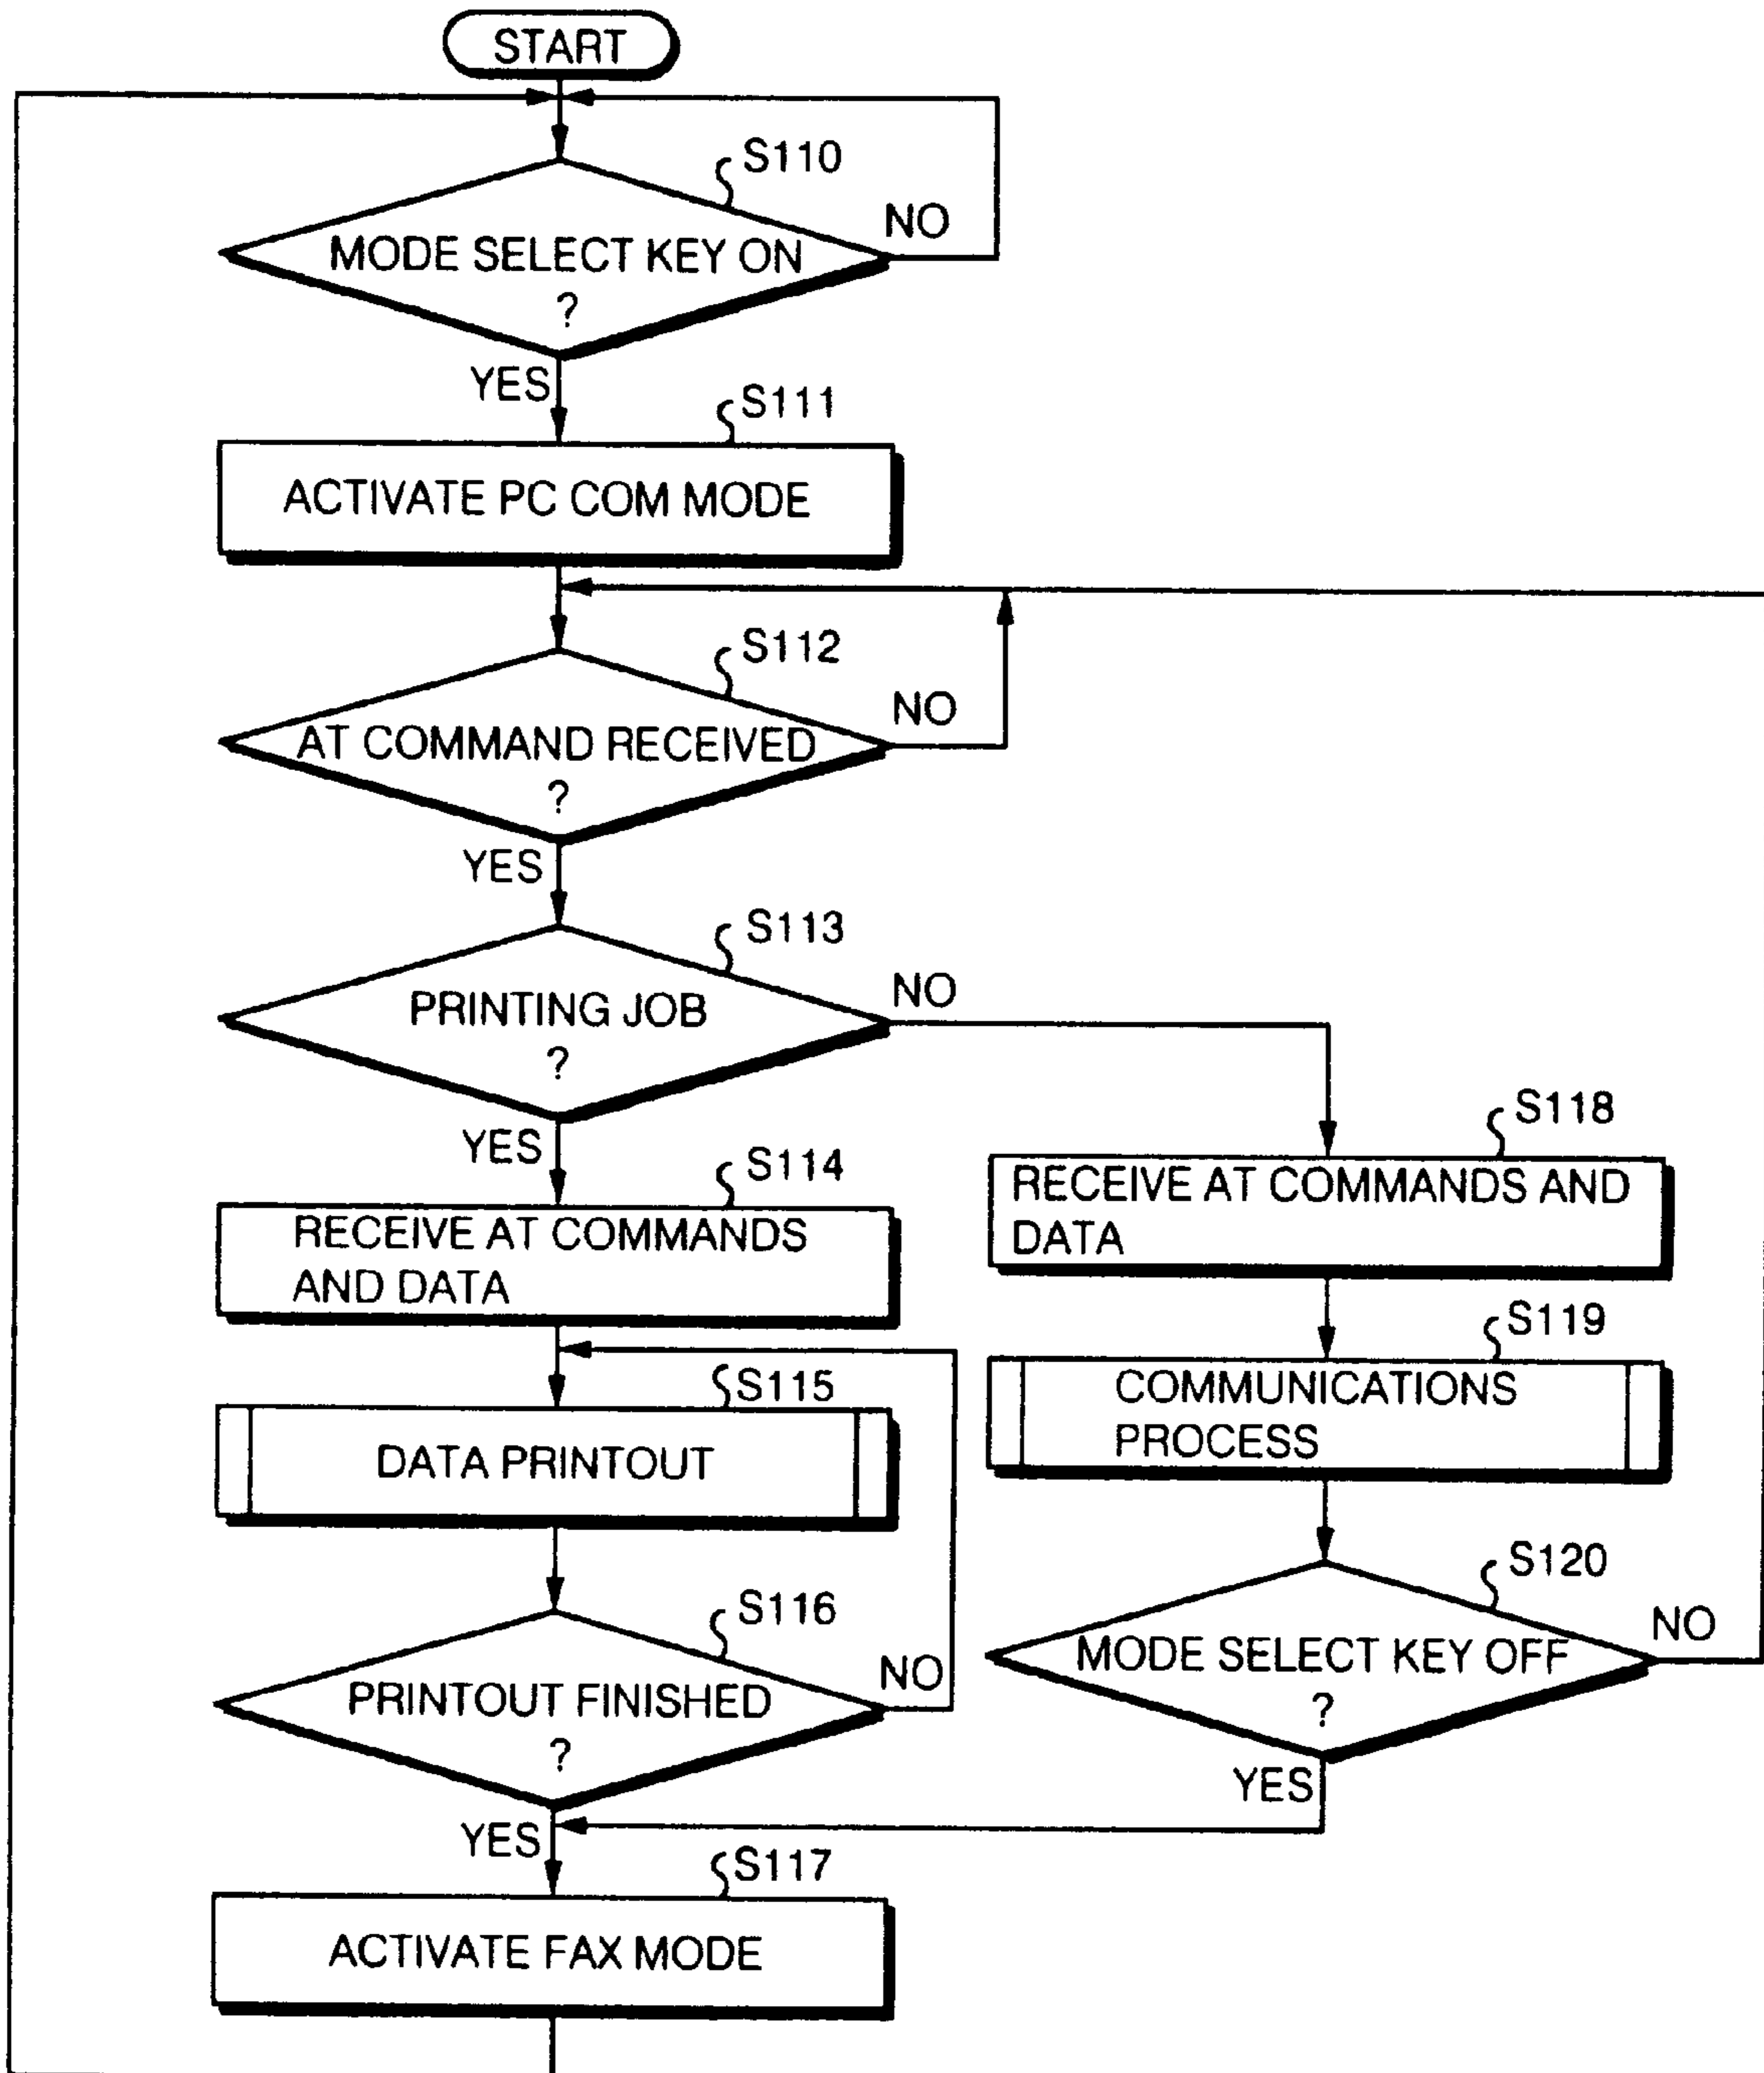 START
S110
NO
MODE SELECT KEY ON
?
YES
S111
ACTIVATE PC COM MODE
S112
NO
AT COMMAND RECEIVED
?
YES
S113
NO
PRINTING JOB
?
YES
S114
RECEIVE AT COMMANDS
AND DATA
S115
DATA PRINTOUT
S116
NO
PRINTOUT FINISHED
?
YES
S117
ACTIVATE FAX MODE
S118
RECEIVE AT COMMANDS AND
DATA
S119
COMMUNICATIONS
PROCESS
S120
NO
MODE SELECT KEY OFF
?
YES